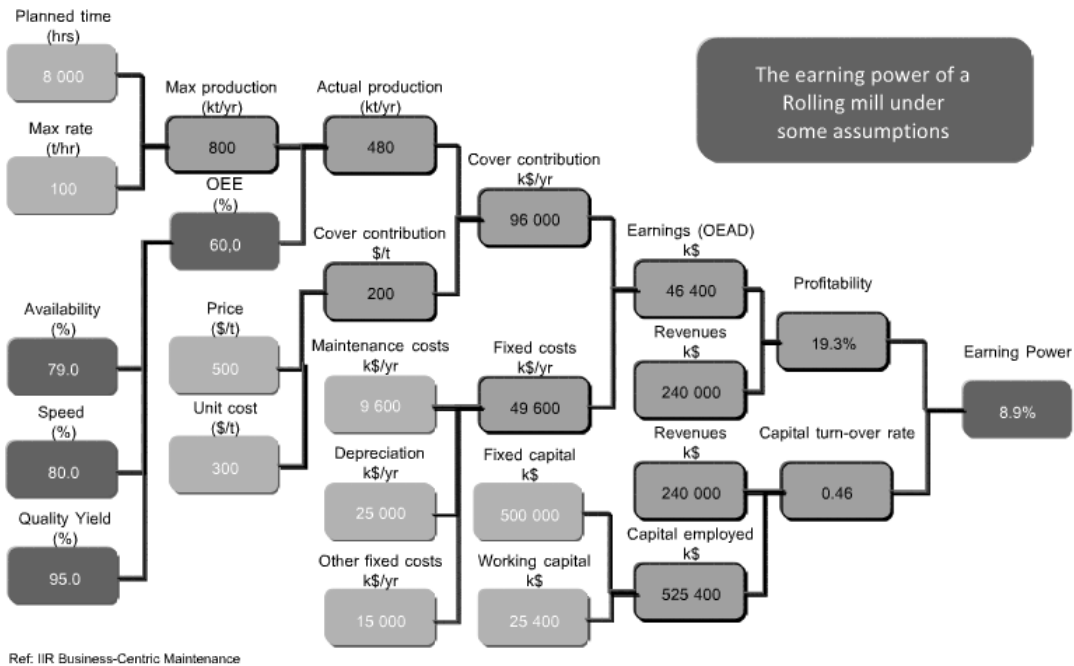 Planned time
(hrs)
8 000
Max rate
(t/hr)
100
Max production
(kt/yr)
800
OEE
(%)
60,0
Actual production
(kt/yr)
480
Cover contribution
$/t
200
Cover contribution
k$/yr
96 000
The earning power of a
Rolling mill under
some assumptions
Availability
(%)
79.0
Speed
(%)
80.0
Quality Yield
(%)
95.0
Price
($/t)
500
Unit cost
($/t)
300
Maintenance costs
k$/yr
9 600
Depreciation
k$/yr
25 000
Other fixed costs
k$/yr
15 000
Fixed costs
k$/yr
49 600
Fixed capital
k$
500 000
Working capital
k$
25 400
Earnings (OEAD)
k$
46 400
Revenues
k$
240 000
Revenues
k$
240 000
Capital employed
k$
525 400
Profitability
19.3%
Capital turn-over rate
0.46
Earning Power
8.9%
Ref: IIR Business-Centric Maintenance